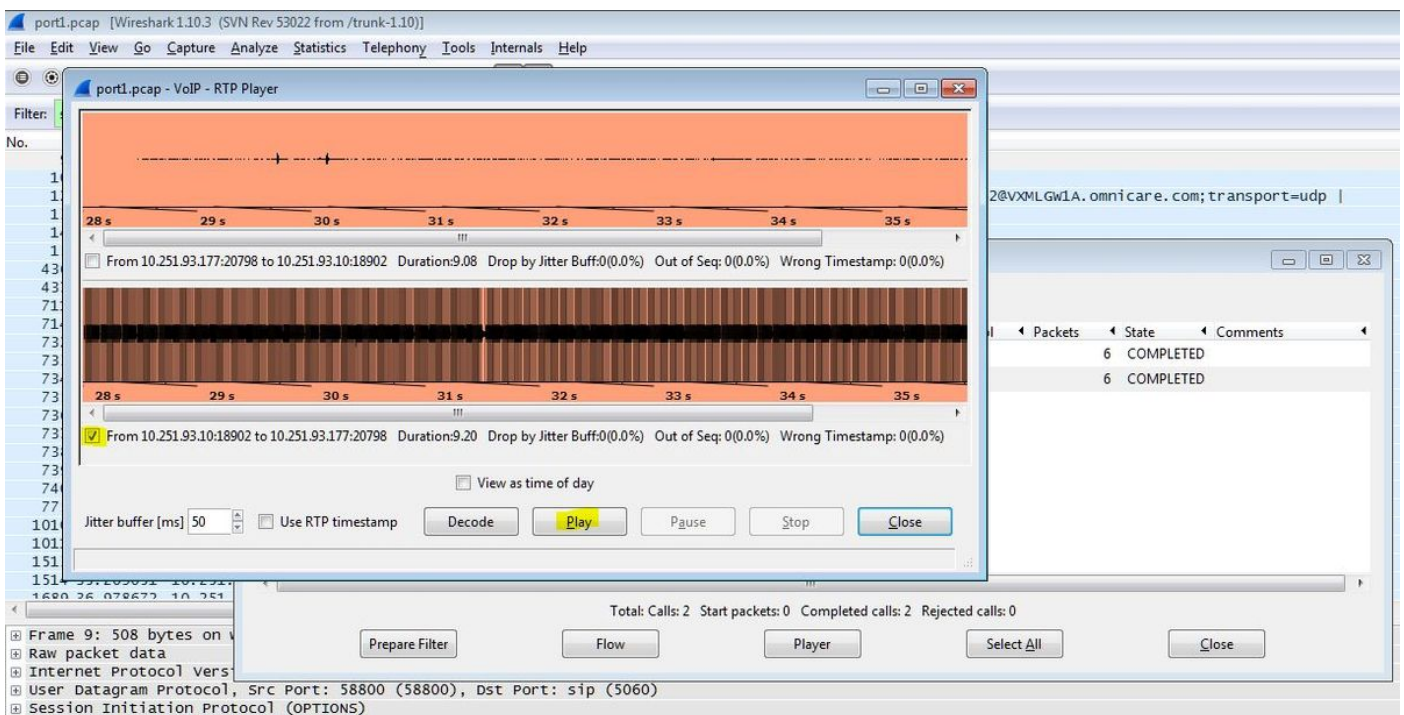 port1.pcap [Wireshark 1.10.3 (SVN Rev 53022 from /trunk-1.10)]
File Edit View Go Capture Analyze Statistics Telephony Tools Internals Help
port1.pcap - VoIP - RTP Player
Filter:
No.
28 s 29 s 30 s 31 s 32 s 33 s 34 s 35 s
2@VXMLGW1A.omnicare.com;transport=udp |
From 10.251.93.177:20798 to 10.251.93.10:18902 Duration:9.08 Drop by Jitter Buff:0(0.0%) Out of Seq: 0(0.0%) Wrong Timestamp: 0(0.0%)
Packets State Comments
6 COMPLETED
6 COMPLETED
28 s 29 s 30 s 31 s 32 s 33 s 34 s 35 s
From 10.251.93.10:18902 to 10.251.93.177:20798 Duration:9.20 Drop by Jitter Buff:0(0.0%) Out of Seq: 0(0.0%) Wrong Timestamp: 0(0.0%)
View as time of day
Jitter buffer [ms] 50 Use RTP timestamp Decode Play Pause Stop Close
Total: Calls: 2 Start packets: 0 Completed calls: 2 Rejected calls: 0
Prepare Filter Flow Player Select All Close
Frame 9: 508 bytes on
Raw packet data
Internet Protocol Vers
User Datagram Protocol, Src Port: 58800 (58800), Dst Port: sip (5060)
Session Initiation Protocol (OPTIONS)